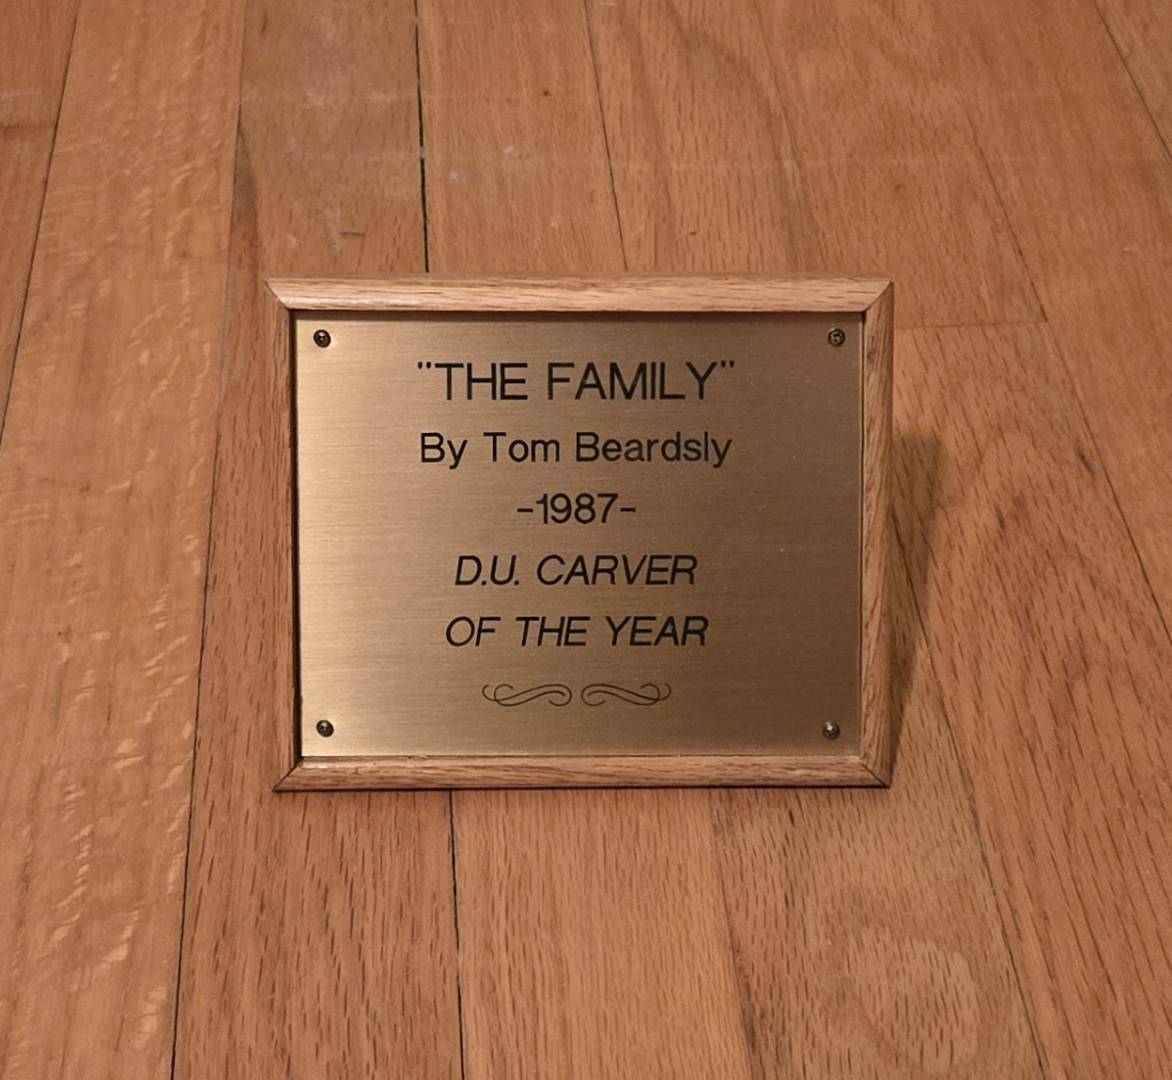 "THE FAMILY"
By Tom Beardsly
-1987-
D.U. CARVER
OF THE YEAR